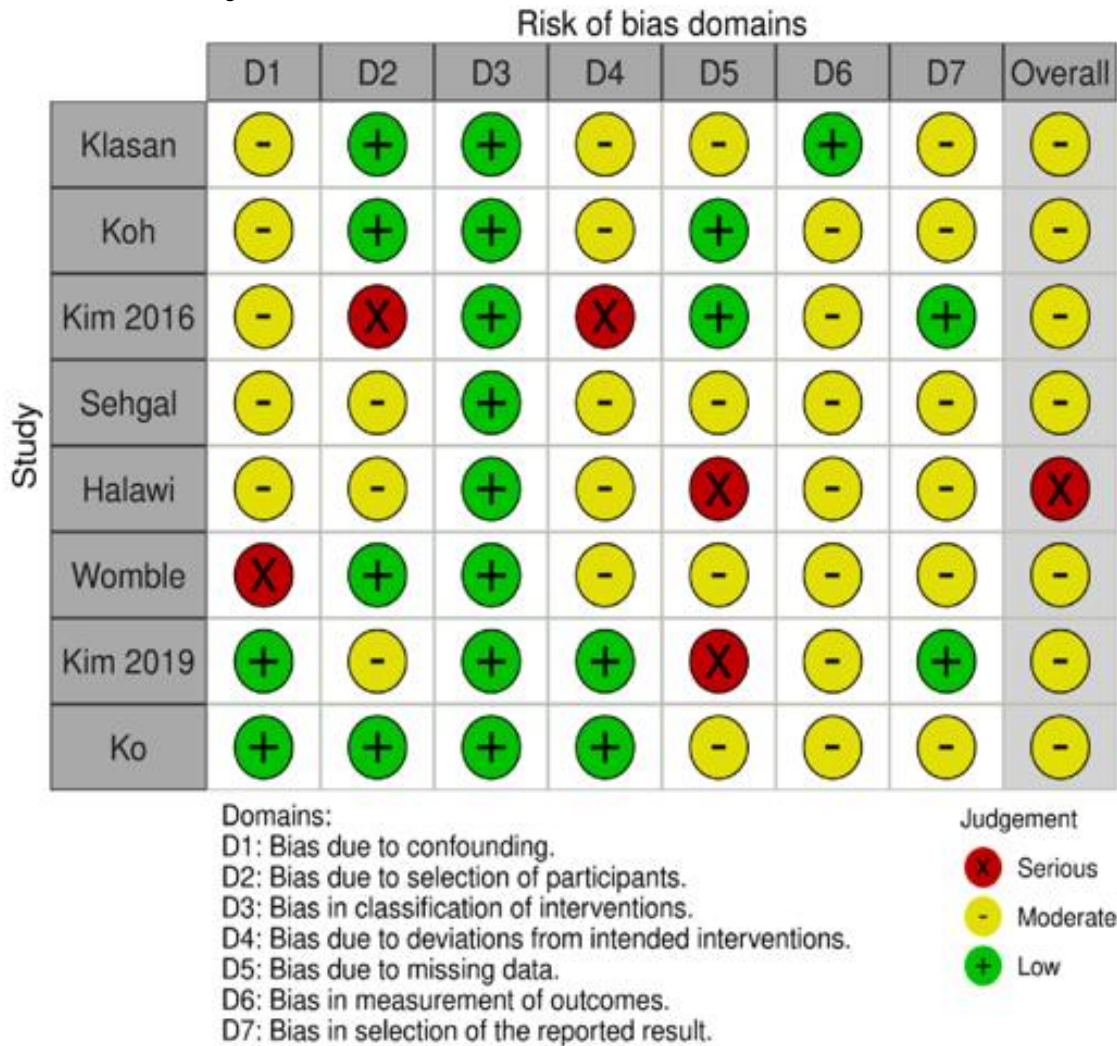 Risk of bias domains
D1 D2 D3 D4 D5 D6 D7 Overall
Study
Klasan - + + - - + - -
Koh - + + - + - - -
Kim 2016 - X + X + - + -
Sehgal - - + - - - - -
Halawi - - + - X - - X
Womble X + + - - - - -
Kim 2019 + - + + X - + -
Ko + + + + - - - -
Domains:
D1: Bias due to confounding.
D2: Bias due to selection of participants.
D3: Bias in classification of interventions.
D4: Bias due to deviations from intended interventions.
D5: Bias due to missing data.
D6: Bias in measurement of outcomes.
D7: Bias in selection of the reported result.
Judgement
X Serious
- Moderate
+ Low